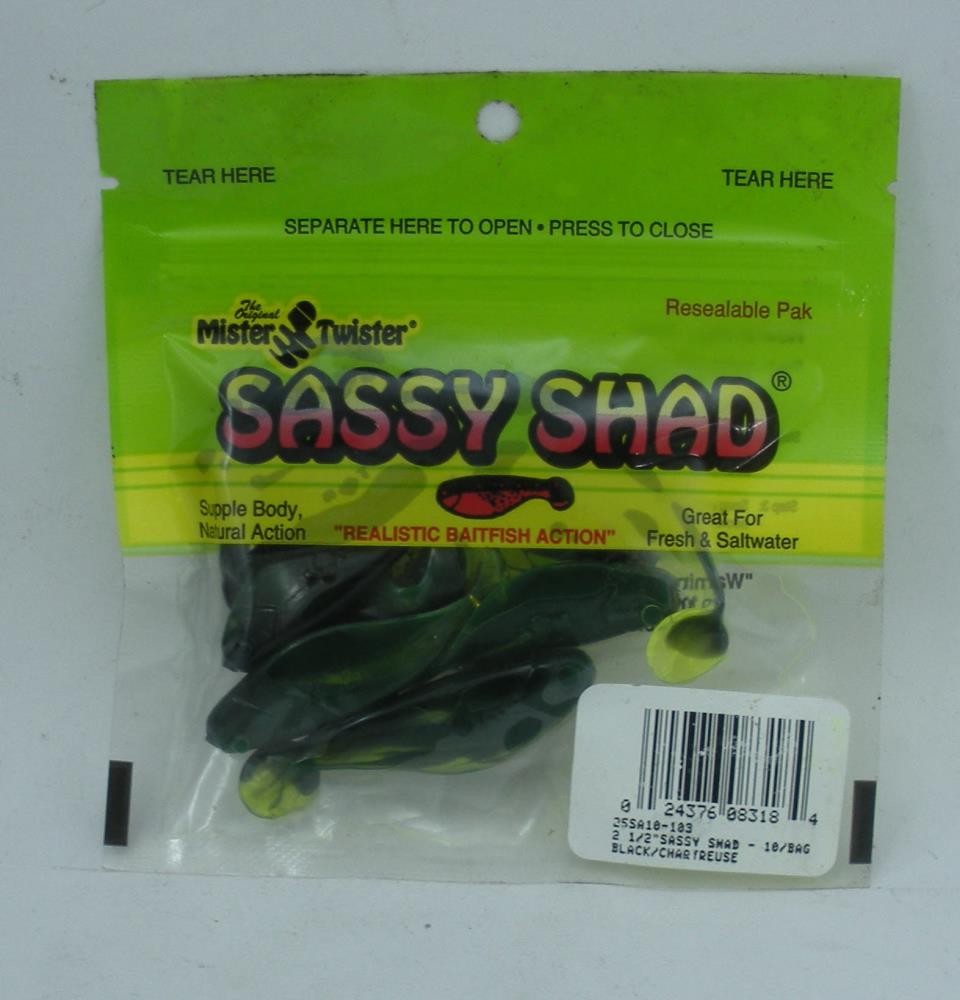 TEAR HERE
TEAR HERE
SEPARATE HERE TO OPEN • PRESS TO CLOSE
The
Original
Mister Twister®
Resealable Pak
SASSY SHAD®
Supple Body,
Natural Action
"REALISTIC BAITFISH ACTION"
Great For
Fresh & Saltwater
0 24376 08318 4
25SA10-103
2 1/2"SASSY SHAD - 10/BAG
BLACK/CHARTREUSE